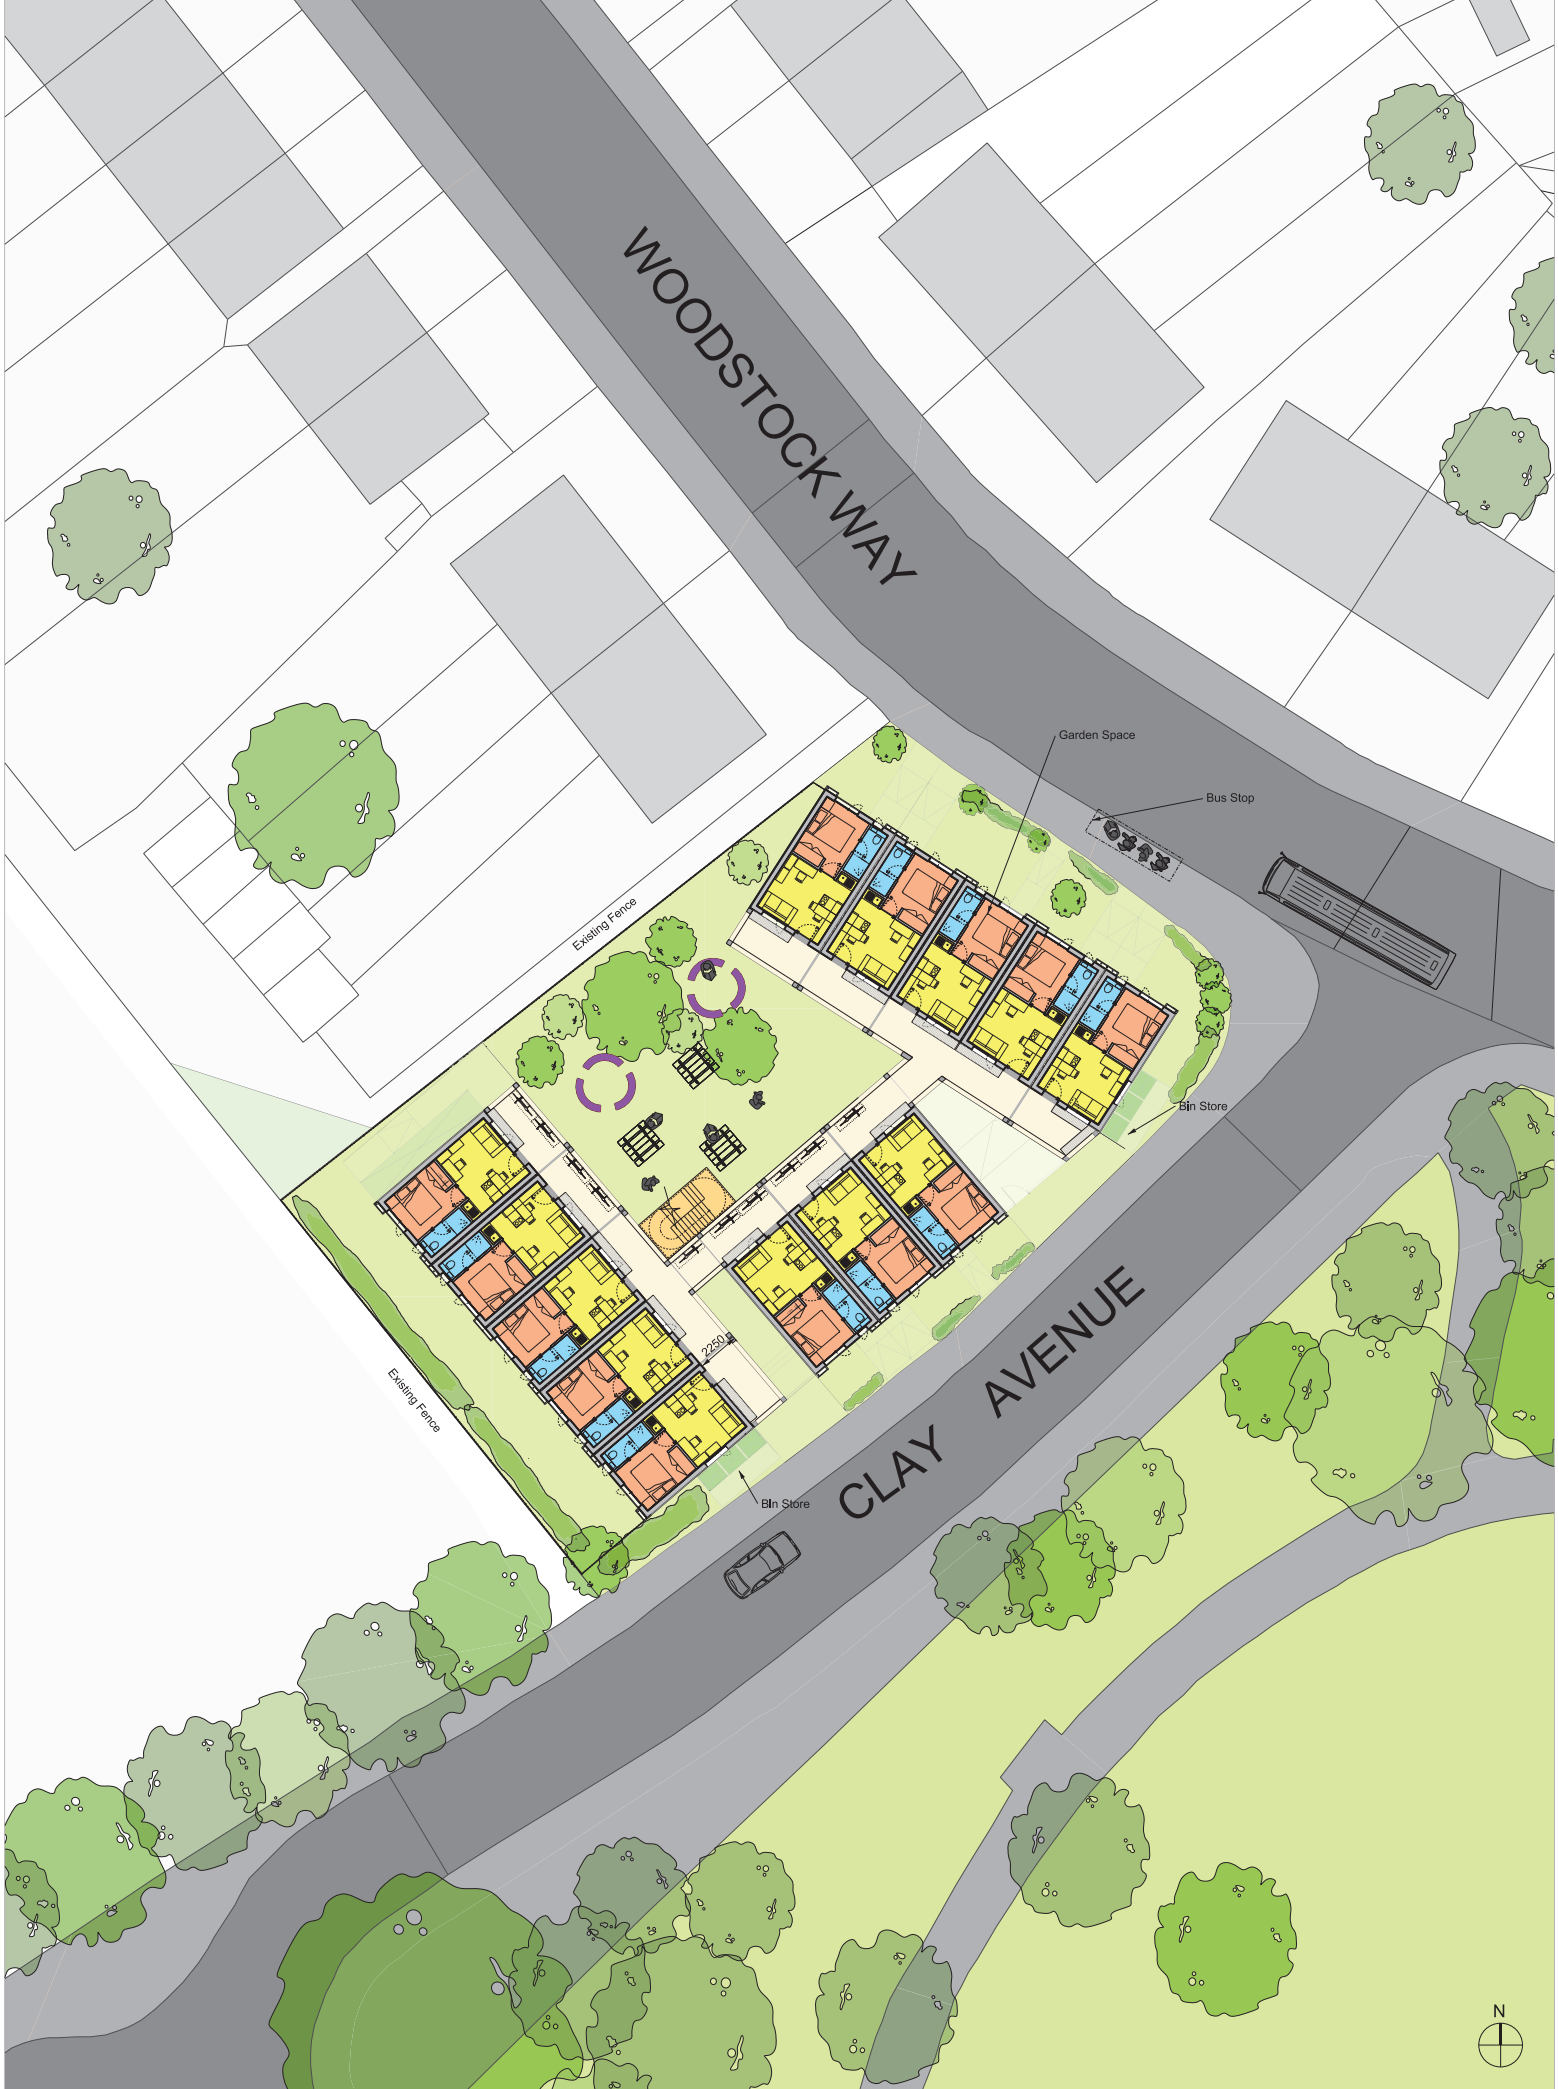 WOODSTOCK WAY
Garden Space
Bus Stop
Existing Fence
Bin Store
2250
Existing Fence
CLAY AVENUE
Bin Store
N